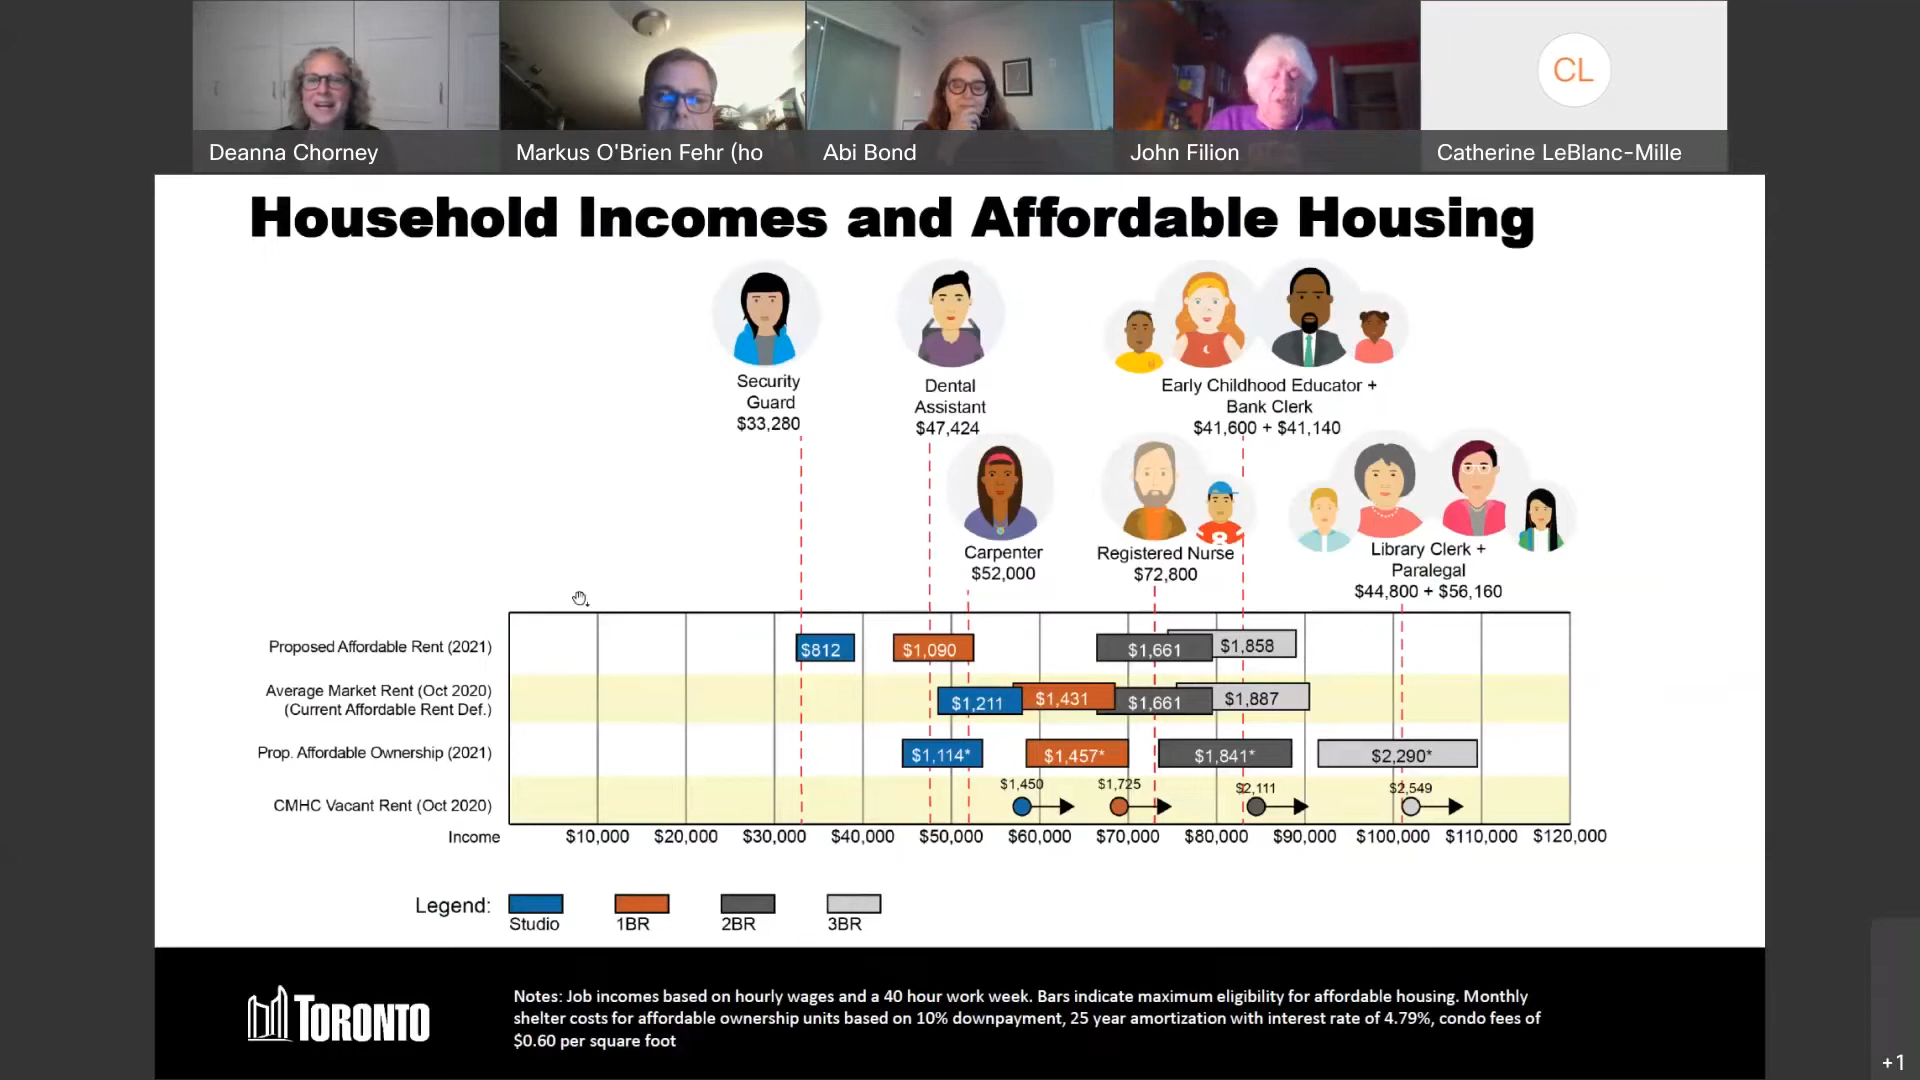 Deanna Chorney
Markus O'Brien Fehr (ho
Abi Bond
John Filion
CL
Catherine LeBlanc-Mille
Household Incomes and Affordable Housing
Security
Guard
$33,280
Dental
Assistant
$47,424
Early Childhood Educator +
Bank Clerk
$41,600 + $41,140
Carpenter
$52,000
8
Registered Nurse
$72,800
Library Clerk +
Paralegal
$44,800 + $56,160
Proposed Affordable Rent (2021)
$812
$1,090
$1,661
$1,858
Average Market Rent (Oct 2020)
(Current Affordable Rent Def.)
$1,211
$1,431
$1,661
$1,887
Prop. Affordable Ownership (2021)
$1,114*
$1,457*
$1,841*
$2,290*
CMHC Vacant Rent (Oct 2020)
$1,450
$1,725
$2,111
$2,549
Income
$10,000
$20,000
$30,000
$40,000
$50,000
$60,000
$70,000
$80,000
$90,000
$100,000
$110,000
$120,000
Legend:
Studio
1BR
2BR
3BR
TORONTO
Notes: Job incomes based on hourly wages and a 40 hour work week. Bars indicate maximum eligibility for affordable housing. Monthly
shelter costs for affordable ownership units based on 10% downpayment, 25 year amortization with interest rate of 4.79%, condo fees of
$0.60 per square foot
+1